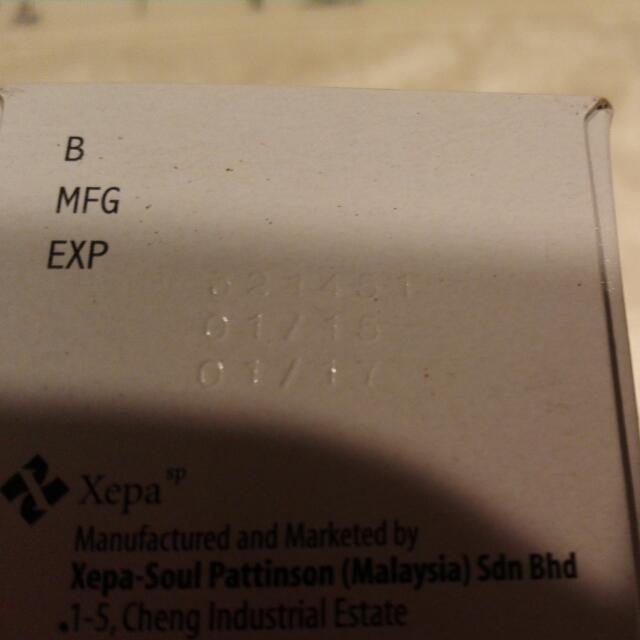 B
MFG
EXP
01/17
Xepa sp
Manufactured and Marketed by
Xepa-Soul Pattinson (Malaysia) Sdn Bhd
1-5, Cheng Industrial Estate